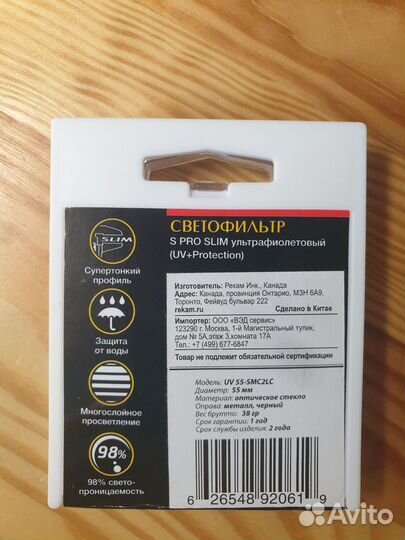 SLIM
Супертонкий
профиль
Защита
от воды
Многослойное
просветление
98%
98% свето-
проницаемость
СВЕТОФИЛЬТР
S PRO SLIM ультрафиолетовый
(UV+Protection)
Изготовитель: Рекам Инк., Канада
Адрес: Канада, провинция Онтарио, М3Н 6А9,
Торонто, Фейвуд бульвар 222
rekam.ru Сделано в Китае
Импортер: ООО «ВЭД сервис»
123290 г. Москва, 1-й Магистральный тупик,
дом № 5А,этаж 3,комната 17А
Тел. +7 (499) 677-6847
Товар не подлежит обязательной сертификации
Модель: UV 55-SMC2LC
Диаметр: 55 мм
Материал: оптическое стекло
Оправа: металл, черный
Вес брутто: 38 гр
Срок гарантии: 1 год
Срок службы изделия: 2 года
6 26548 92061 9
Avito